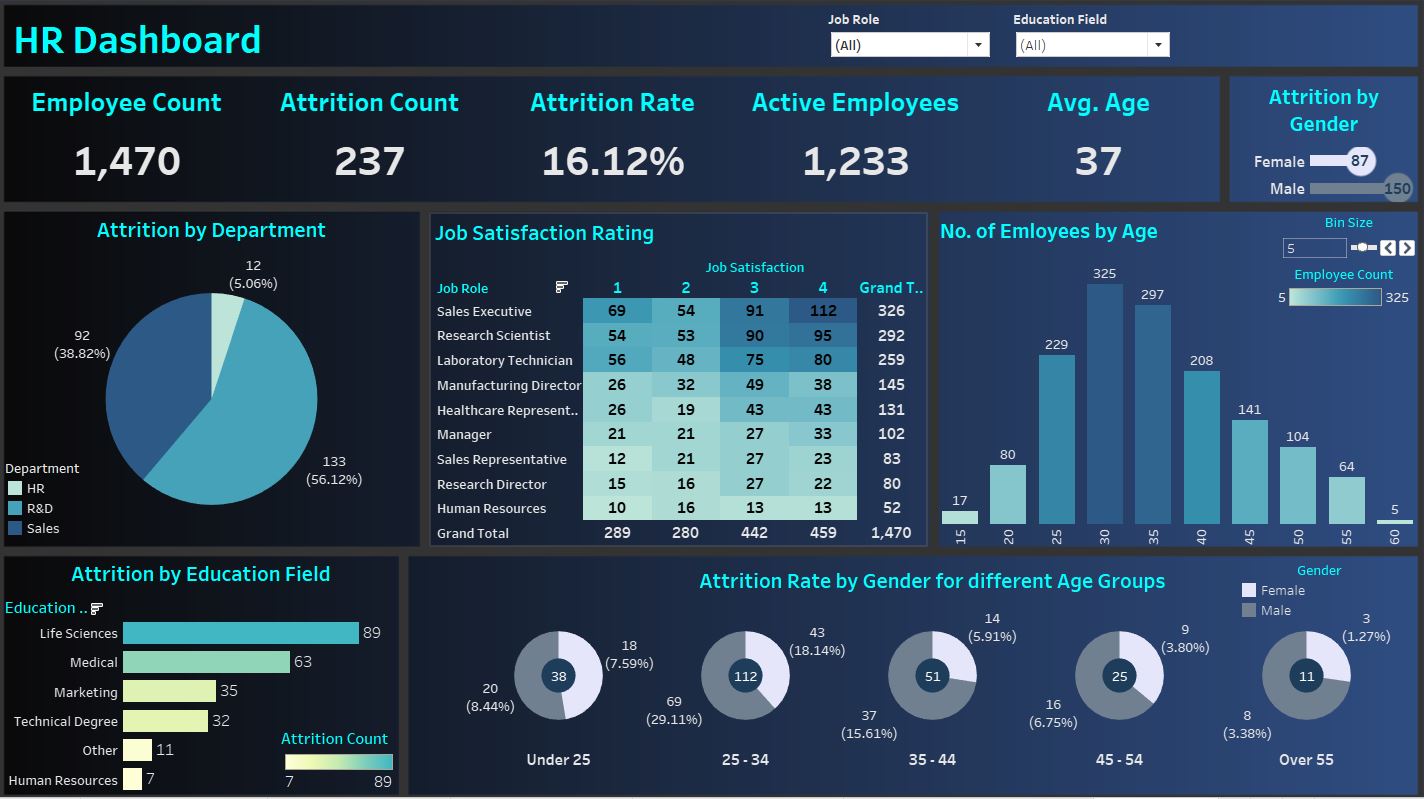 HR Dashboard
Job Role
(All)
Education Field
(All)
Employee Count
1,470
Attrition Count
237
Attrition Rate
16.12%
Active Employees
1,233
Avg. Age
37
Attrition by
Gender
Female 87
Male 150
Attrition by Department
12
(5.06%)
92
(38.82%)
133
(56.12%)
Department
HR
R&D
Sales
Job Satisfaction Rating
Job Satisfaction
Job Role 1 2 3 4 Grand T..
Sales Executive 69 54 91 112 326
Research Scientist 54 53 90 95 292
Laboratory Technician 56 48 75 80 259
Manufacturing Director 26 32 49 38 145
Healthcare Represent.. 26 19 43 43 131
Manager 21 21 27 33 102
Sales Representative 12 21 27 23 83
Research Director 15 16 27 22 80
Human Resources 10 16 13 13 52
Grand Total 289 280 442 459 1,470
No. of Emloyees by Age
Bin Size
5
Employee Count
5 325
17
80
229
325
297
208
141
104
64
5
15 20 25 30 35 40 45 50 55 60
Attrition by Education Field
Education ..
Life Sciences 89
Medical 63
Marketing 35
Technical Degree 32
Other 11
Human Resources 7
Attrition Count
7 89
Attrition Rate by Gender for different Age Groups
Gender
Female
Male
18
(7.59%)
38
20
(8.44%)
Under 25
43
(18.14%)
112
69
(29.11%)
25 - 34
14
(5.91%)
51
37
(15.61%)
35 - 44
9
(3.80%)
25
16
(6.75%)
45 - 54
3
(1.27%)
11
8
(3.38%)
Over 55